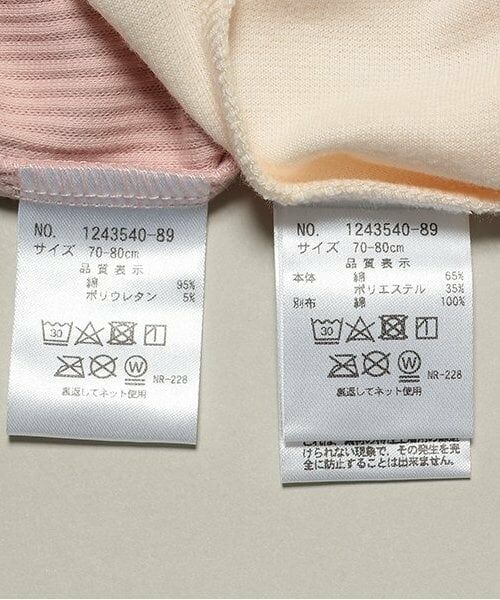 NO. 1243540-89
サイズ 70-80cm
品質表示
綿 95%
ポリウレタン 5%
30
W
NR-228
裏返してネット使用
NO. 1243540-89
サイズ 70-80cm
品質表示
本体 綿 65%
ポリエステル 35%
別布 綿 100%
30
W
NR-228
裏返してネット使用
けられない現象で、その発生を完
全に防止することは出来ません。